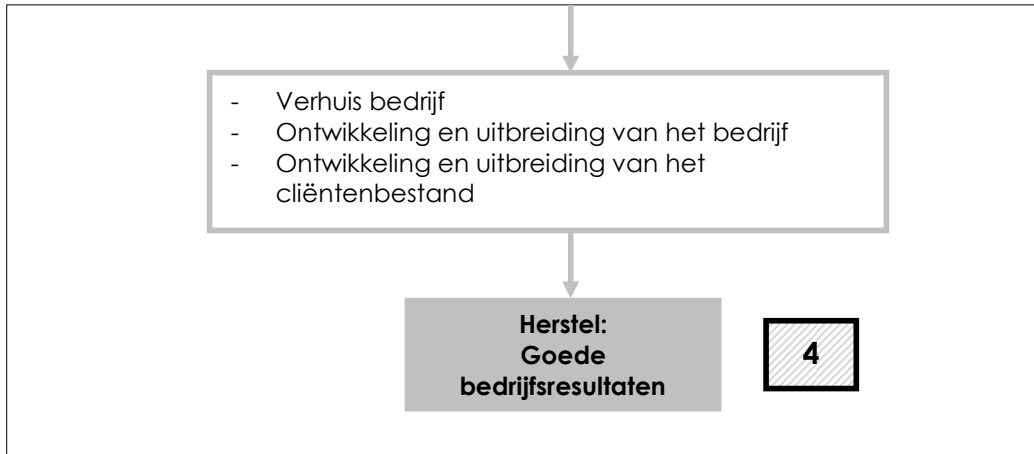 - Verhuis bedrijf
- Ontwikkeling en uitbreiding van het bedrijf
- Ontwikkeling en uitbreiding van het
cliëntenbestand
Herstel:
Goede
bedrijfsresultaten
4